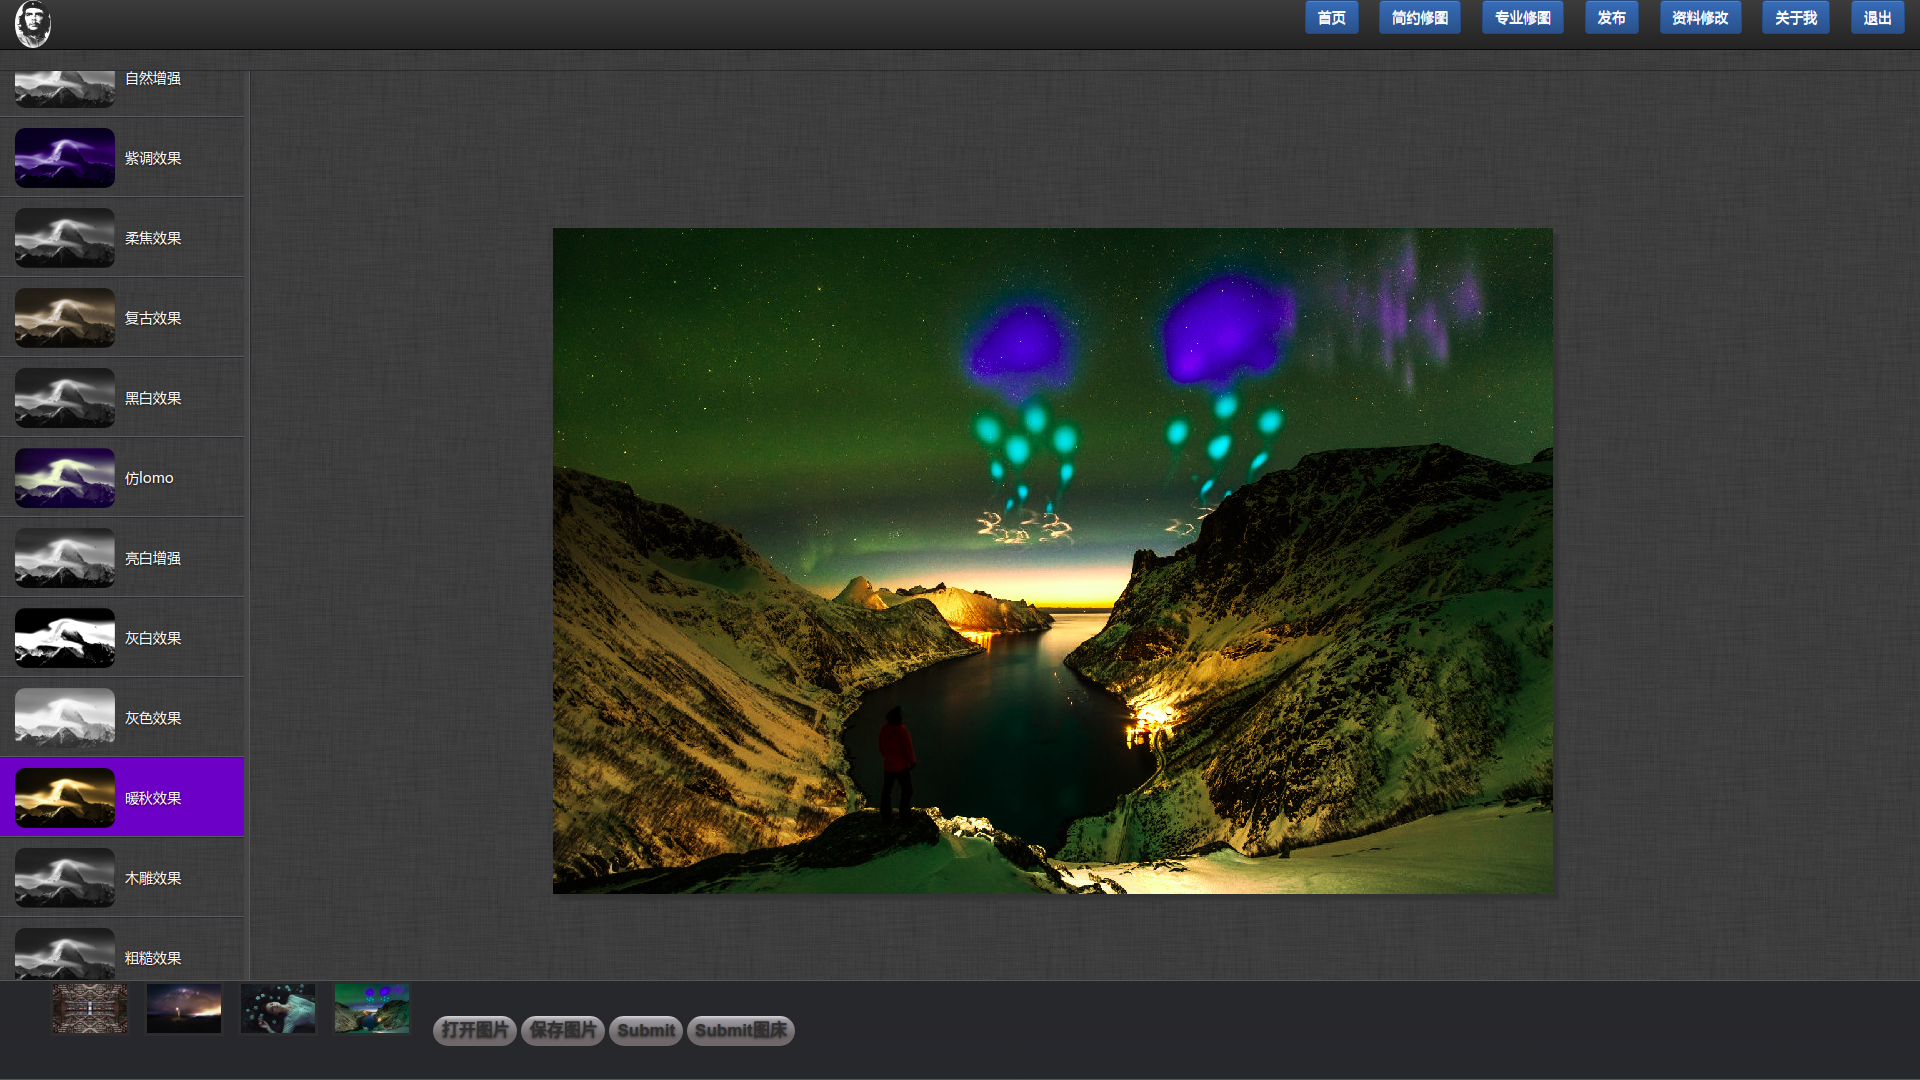 首页 简约修图 专业修图 发布 资料修改 关于我 退出
自然增强
紫调效果
柔焦效果
复古效果
黑白效果
仿lomo
亮白增强
灰白效果
灰色效果
暖秋效果
木雕效果
粗糙效果
打开图片 保存图片 Submit Submit图床